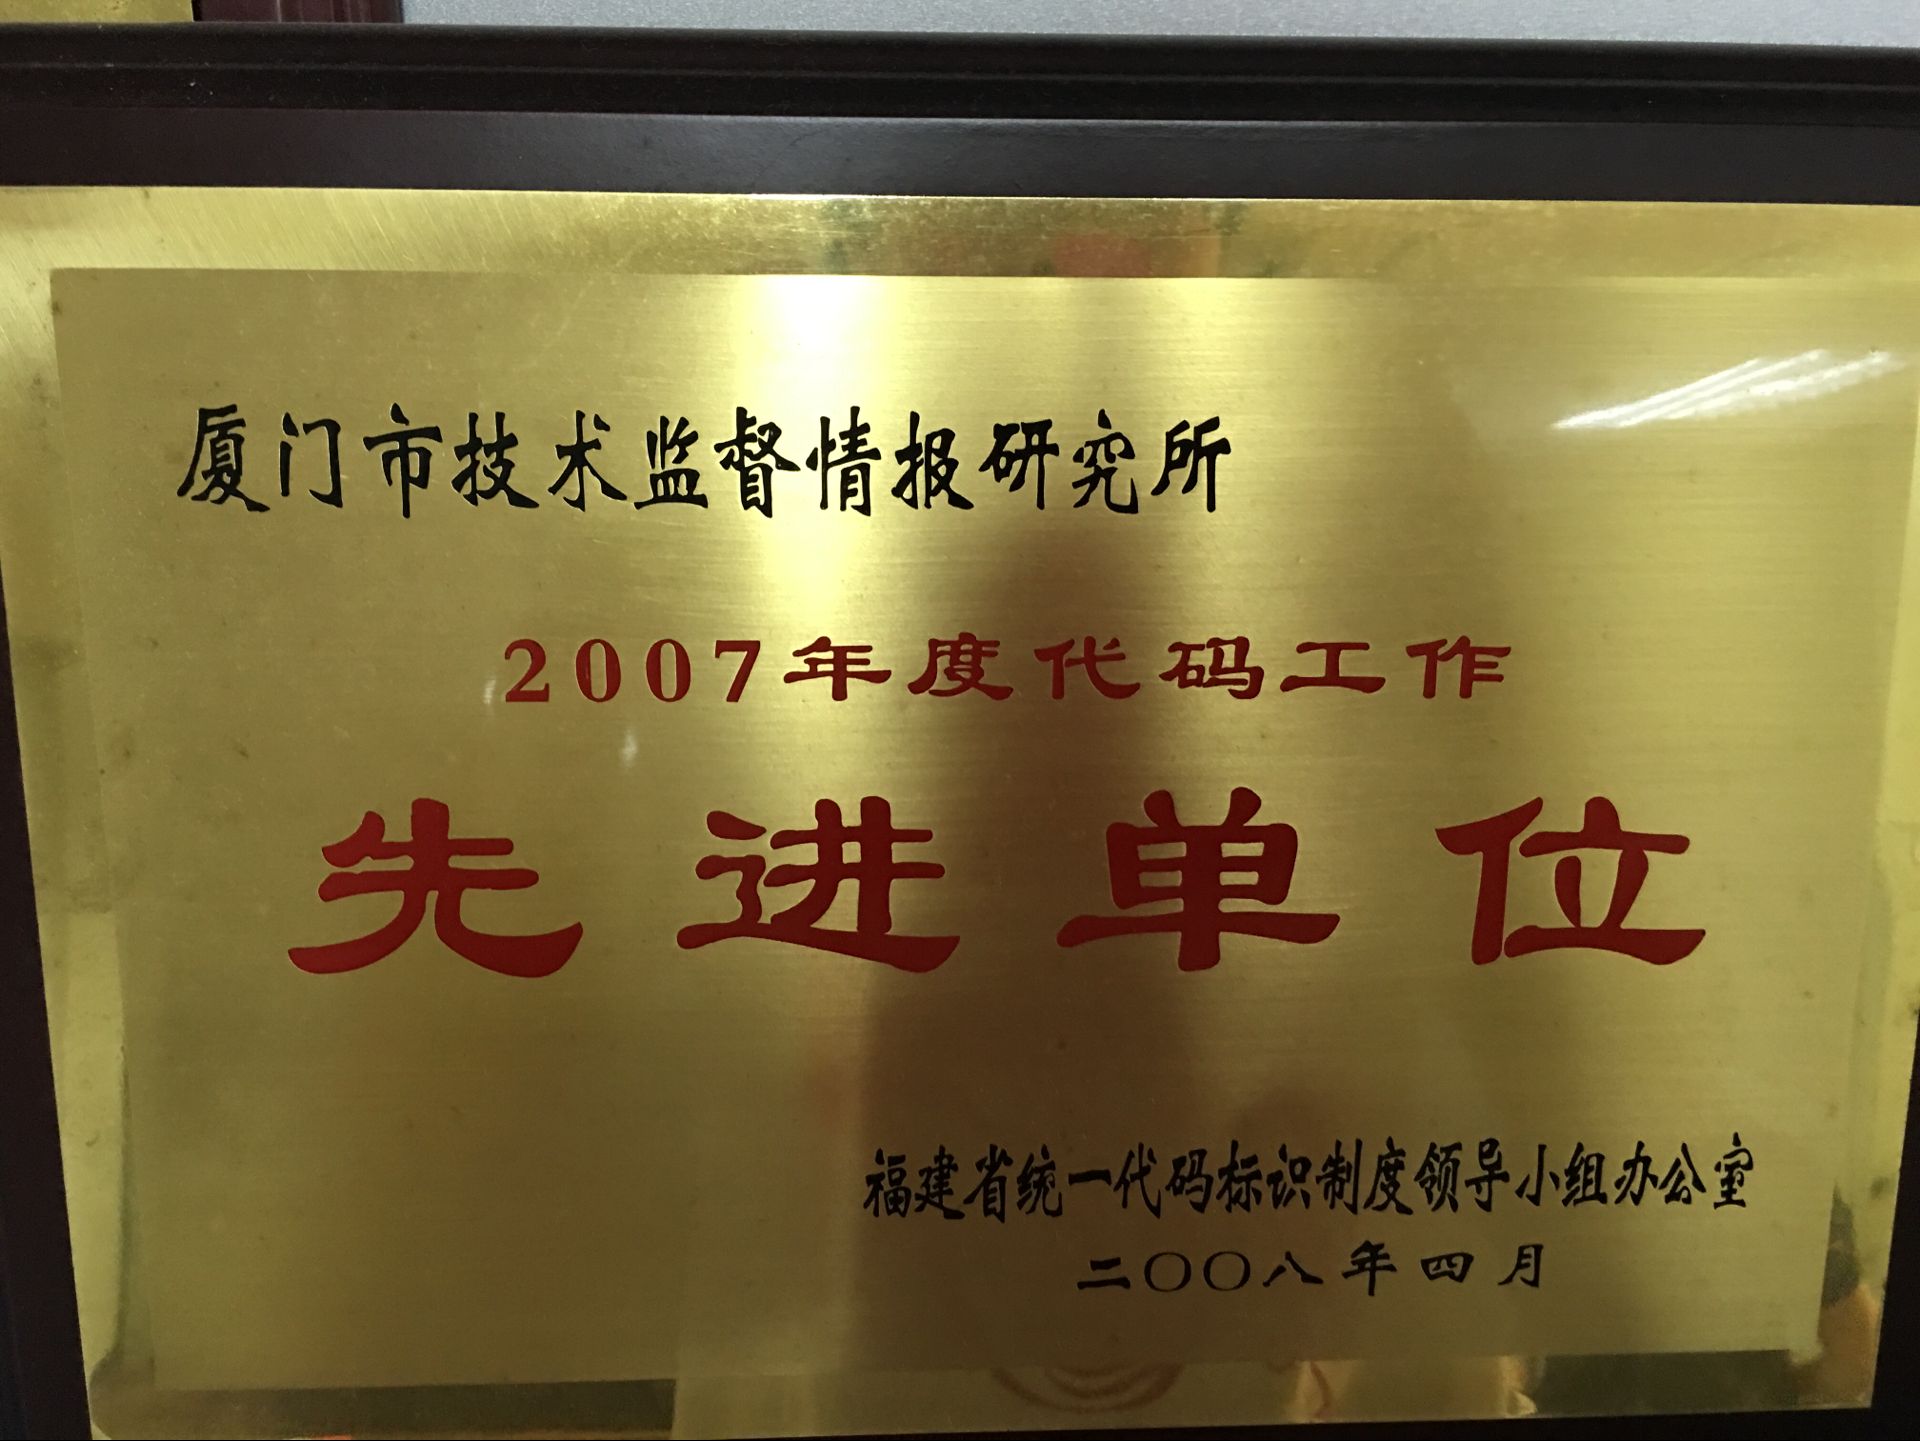 厦门市技术监督情报研究所
2007年度代码工作
先进单位
福建省统一代码标识制度领导小组办公室
二〇〇八年四月